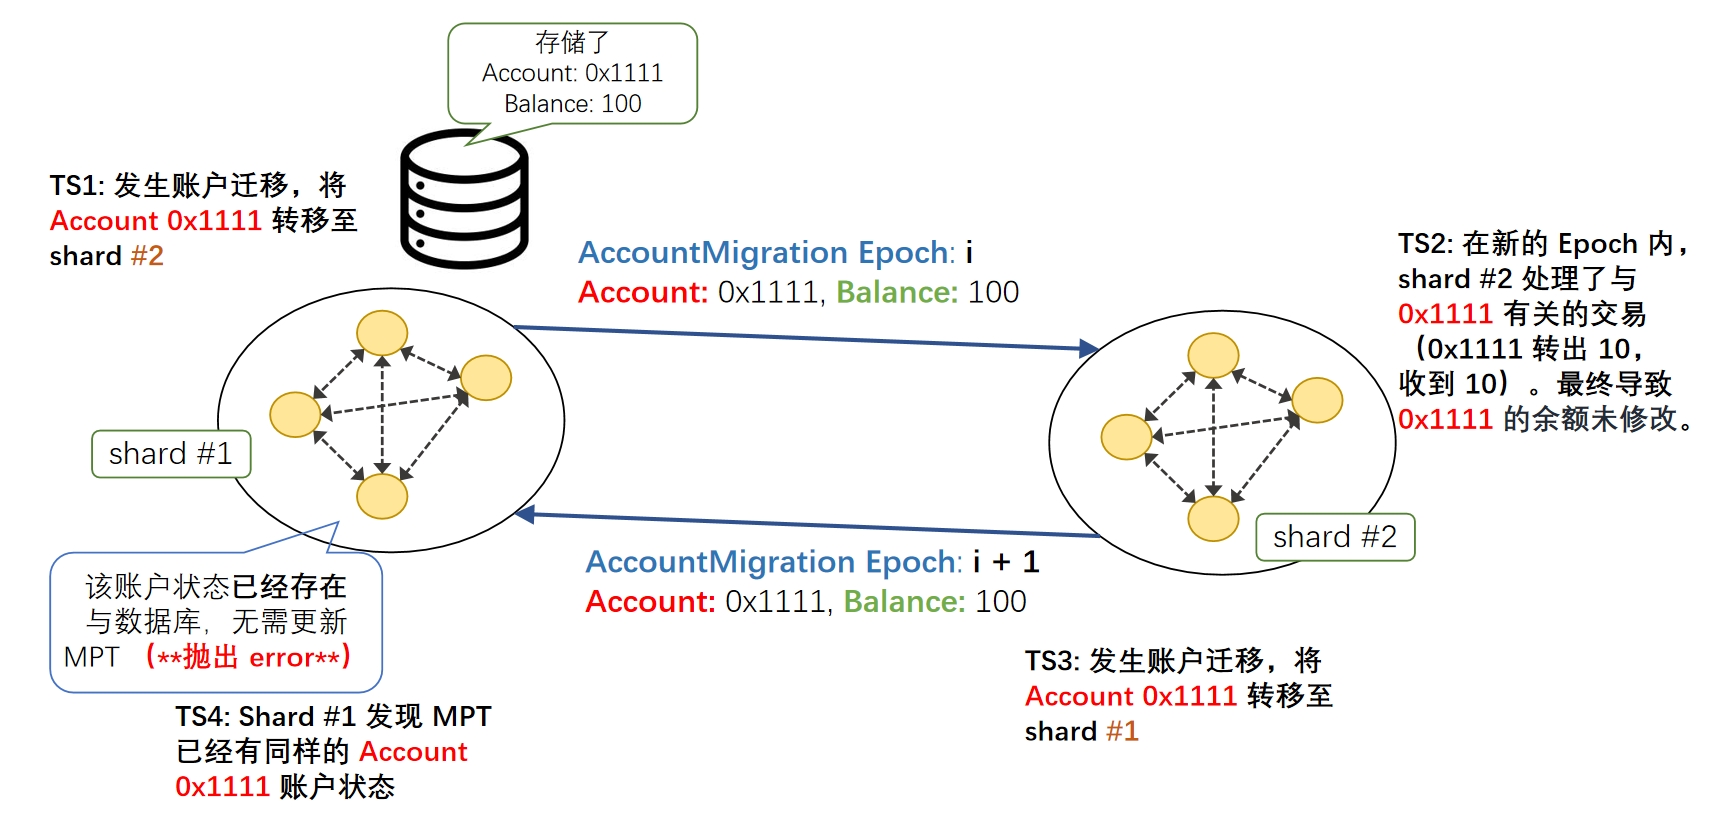 存储了
Account: 0x1111
Balance: 100
TS1: 发生账户迁移，将
Account 0x1111 转移至
shard #2
AccountMigration Epoch: i
Account: 0x1111, Balance: 100
TS2: 在新的 Epoch 内，
shard #2 处理了与
0x1111 有关的交易
（0x1111 转出 10，
收到 10）。最终导致
0x1111 的余额未修改。
shard #1
shard #2
AccountMigration Epoch: i + 1
Account: 0x1111, Balance: 100
该账户状态已经存在
与数据库，无需更新
MPT （**抛出 error**）
TS3: 发生账户迁移，将
Account 0x1111 转移至
shard #1
TS4: Shard #1 发现 MPT
已经有同样的 Account
0x1111 账户状态